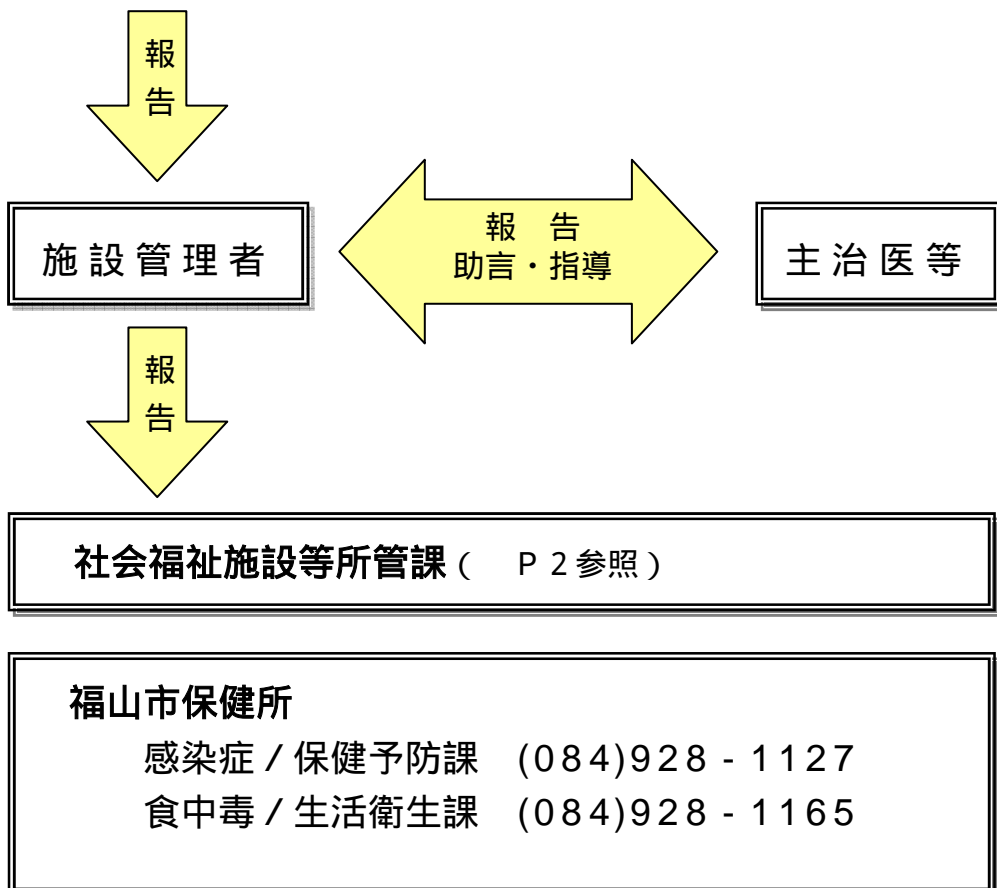 報
告
施設管理者
報 告
助言・指導
主治医等
報
告
社会福祉施設等所管課( P2参照)
福山市保健所
感染症/保健予防課 (084)928-1127
食中毒/生活衛生課 (084)928-1165